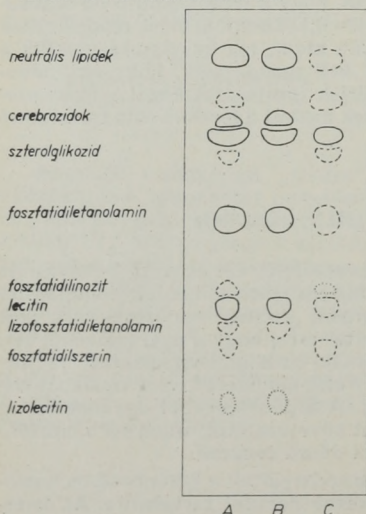 neutrális lipidek
cerebrozidok
szterolglikozid
foszfatidiletanolamin
foszfatidilinozit
lecitin
lizofoszfatidiletanolamin
foszfatidilszerin
lizolecitin
A B C